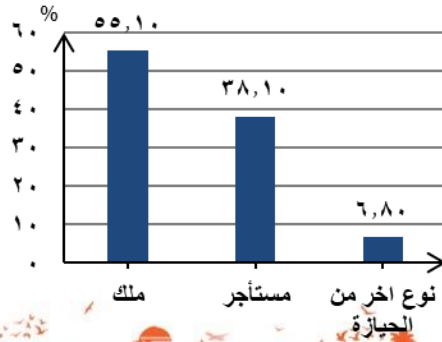 %
٦٠
٥٠
٤٠
٣٠
٢٠
١٠
٠
٥٥,١٠
٣٨,١٠
٦,٨٠
ملك
مستأجر
نوع اخر من
الحيازة